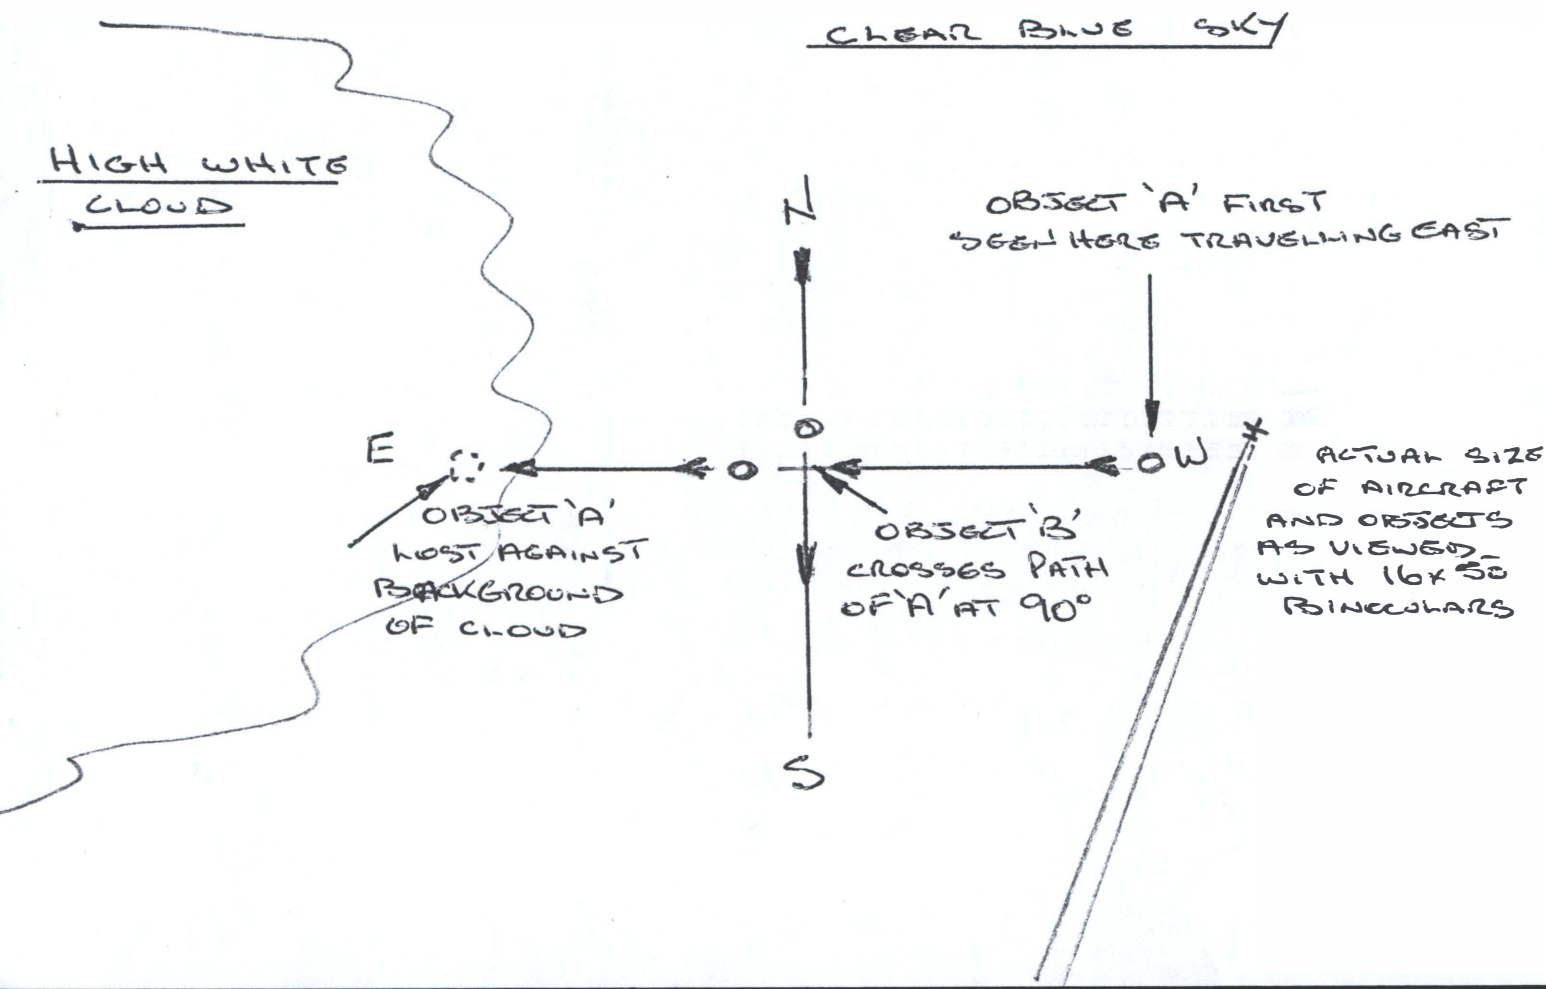 CLEAR BLUE SKY
HIGH WHITE
CLOUD
N
OBJECT 'A' FIRST
SEEN HERE TRAVELLING EAST
E
W
OBJECT 'A'
LOST AGAINST
BACKGROUND
OF CLOUD
OBJECT 'B'
CROSSES PATH
OF 'A' AT 90°
ACTUAL SIZE
OF AIRCRAFT
AND OBJECTS
AS VIEWED
WITH 16x50
BINECULARS
S